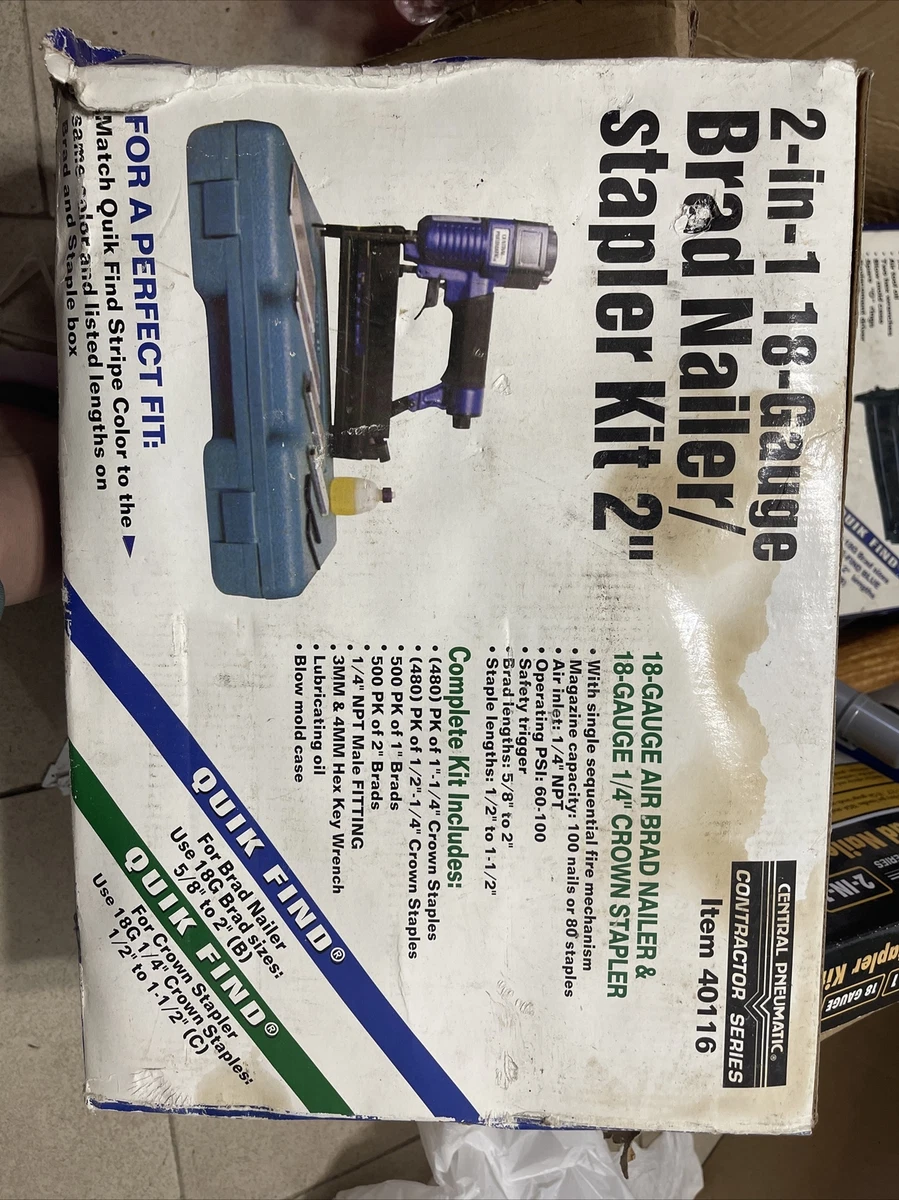 2-in-1 18-Gauge
Brad Nailer/
stapler Kit 2"
CENTRAL PNEUMATIC®
CONTRACTOR SERIES
Item 40116
18-GAUGE AIR BRAD NAILER &
18-GAUGE 1/4" CROWN STAPLER
• With single sequential fire mechanism
• Magazine capacity: 100 nails or 80 staples
• Air inlet: 1/4" NPT
• Operating PSI: 60-100
• Safety trigger
• Brad lengths: 5/8" to 2"
• Staple lengths: 1/2" to 1-1/2"
Complete Kit Includes:
• (480) PK of 1"-1/4" Crown Staples
• (480) PK of 1/2"-1/4" Crown Staples
• 500 PK of 1" Brads
• 500 PK of 2" Brads
• 1/4" NPT Male FITTING
• 3MM & 4MM Hex Key Wrench
• Lubricating oil
• Blow mold case
FOR A PERFECT FIT:
Match Quik Find Stripe Color to the ▶
same color and listed lengths on
Brad and Staple box
QUIK FIND®
For Brad Nailer
Use 18G Brad sizes:
5/8" to 2" (B)
QUIK FIND®
For Crown Stapler
Use 18G 1/4" Crown Staples:
1/2" to 1-1/2" (C)
QUIK FIND
2-IN-1
18 GAUGE